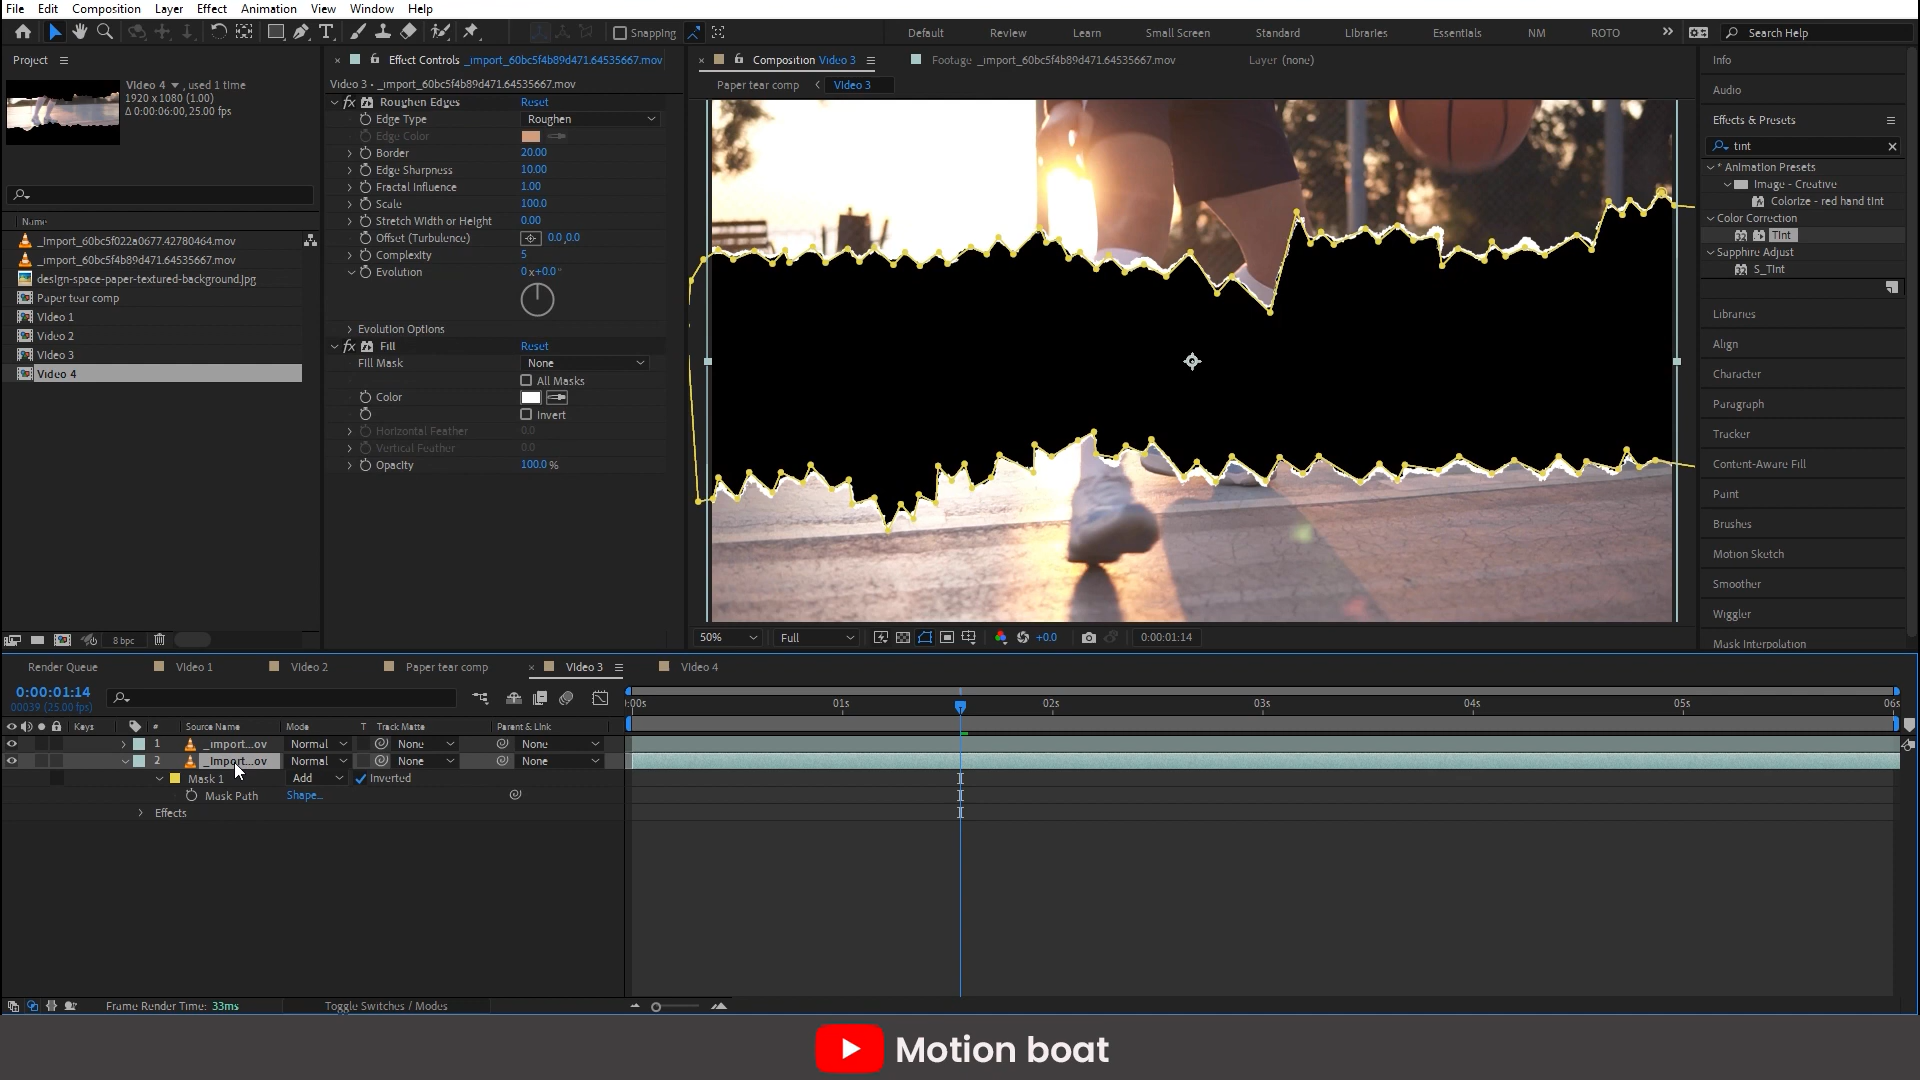 File Edit Composition Layer Effect Animation View Window Help
Snapping
Default Review Learn Small Screen Standard Libraries Essentials NM ROTO Search Help
Project
Video 4 , used 1 time
1920 x 1080 (1.00)
Δ 0:00:06:00, 25.00 fps
Name
_import_60bc5f022a0677.42780464.mov
_import_60bc5f4b89d471.64535667.mov
design-space-paper-textured-background.jpg
Paper tear comp
Video 1
Video 2
Video 3
Video 4
8 bpc
Effect Controls _import_60bc5f4b89d471.64535667.mov
Video 3 - _import_60bc5f4b89d471.64535667.mov
fx Roughen Edges Reset
Edge Type Roughen
Edge Color
Border 20.00
Edge Sharpness 10.00
Fractal Influence 1.00
Scale 100.0
Stretch Width or Height 0.00
Offset (Turbulence) 0.0,0.0
Complexity 5
Evolution 0x+0.0°
Evolution Options
fx Fill Reset
Fill Mask None
All Masks
Color
Invert
Horizontal Feather 0.0
Vertical Feather 0.0
Opacity 100.0 %
Composition Video 3
Footage _import_60bc5f4b89d471.64535667.mov
Layer (none)
Paper tear comp Video 3
50% Full +0.0 0:00:01:14
Info
Audio
Effects & Presets
tint
* Animation Presets
Image - Creative
Colorize - red hand tint
Color Correction
Tint
Sapphire Adjust
S_Tint
Libraries
Align
Character
Paragraph
Tracker
Content-Aware Fill
Paint
Brushes
Motion Sketch
Smoother
Wiggler
Mask Interpolation
Render Queue Video 1 Video 2 Paper tear comp Video 3 Video 4
0:00:01:14
00039 (25.00 fps)
:00s 01s 02s 03s 04s 05s 06s
Keys # Source Name Mode T Track Matte Parent & Link
1 _import...ov Normal None None
2 _import...ov Normal None None
Mask 1 Add Inverted
Mask Path Shape...
Effects
Frame Render Time: 33ms Toggle Switches / Modes
Motion boat